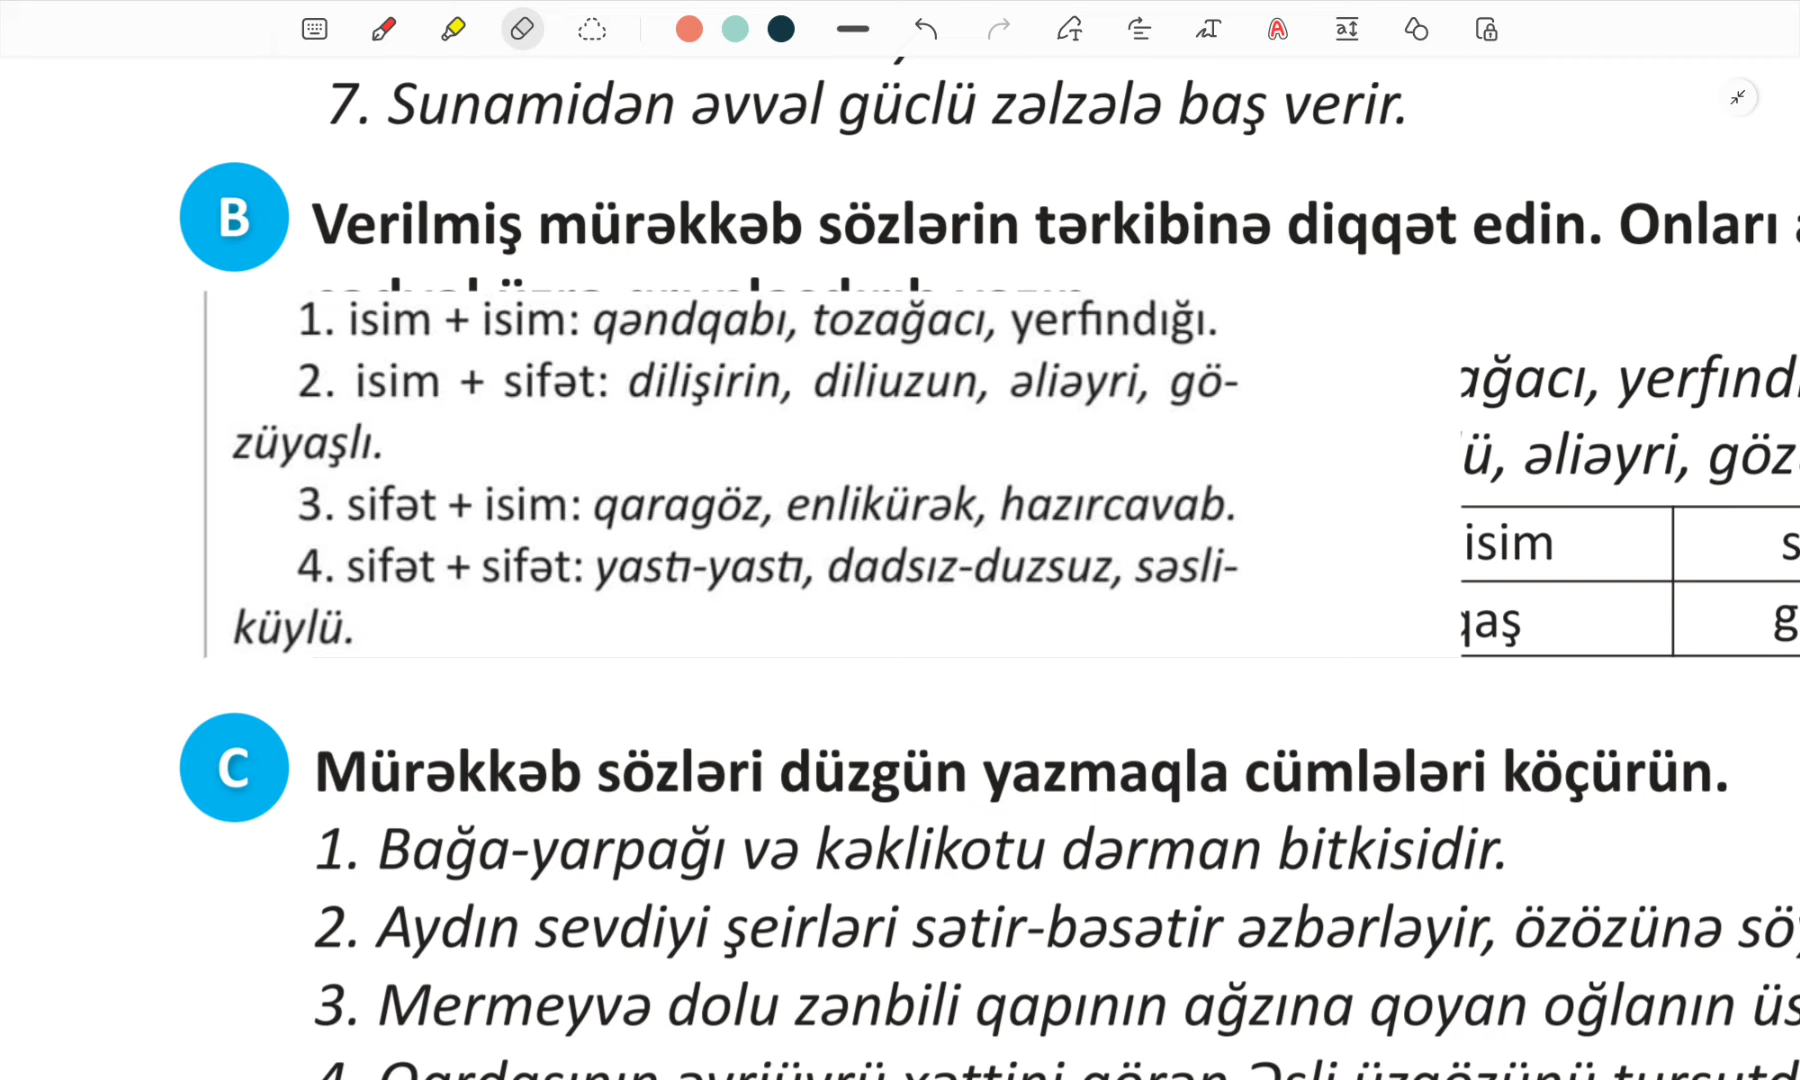 7. Sunamidən əvvəl güclü zəlzələ baş verir.
B
Verilmiş mürəkkəb sözlərin tərkibinə diqqət edin. Onları
1. isim + isim: qəndqabı, tozağacı, yerfındığı.
ağacı, yerfınd
2. isim + sifət: dilişirin, diliuzun, əliəyri, gö-
züyaşlı.
ü, əliəyri, göz
3. sifət + isim: qaragöz, enlikürək, hazırcavab.
isim s
4. sifət + sifət: yastı-yastı, dadsız-duzsuz, səsli-
küylü.
qaş g
C
Mürəkkəb sözləri düzgün yazmaqla cümlələri köçürün.
1. Bağa-yarpağı və kəklikotu dərman bitkisidir.
2. Aydın sevdiyi şeirləri sətir-bəsətir əzbərləyir, özözünə söy
3. Mermeyvə dolu zənbili qapının ağzına qoyan oğlanın üs